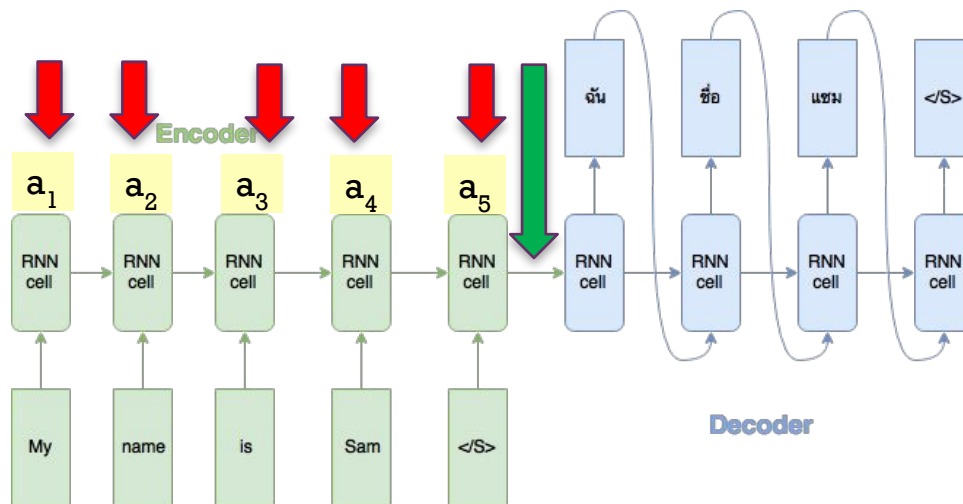 ฉัน ชื่อ แซม </S>
Encoder
a1 a2 a3 a4 a5
RNN cell RNN cell RNN cell RNN cell RNN cell RNN cell RNN cell RNN cell RNN cell
My name is Sam </S>
Decoder